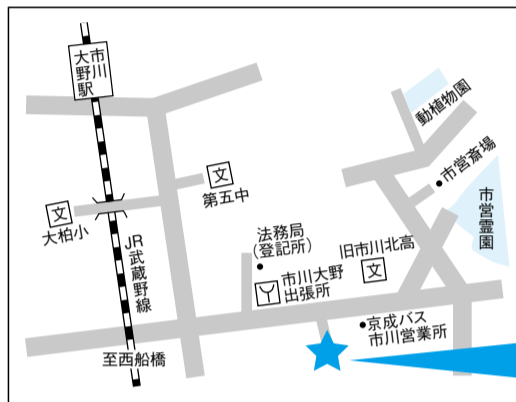 市川
大野駅
動植物園
市営斎場
市営霊園
文
第五中
文
大柏小
JR武蔵野線
法務局
(登記所)
旧市川北高
文
市川大野
出張所
京成バス
市川営業所
至西船橋